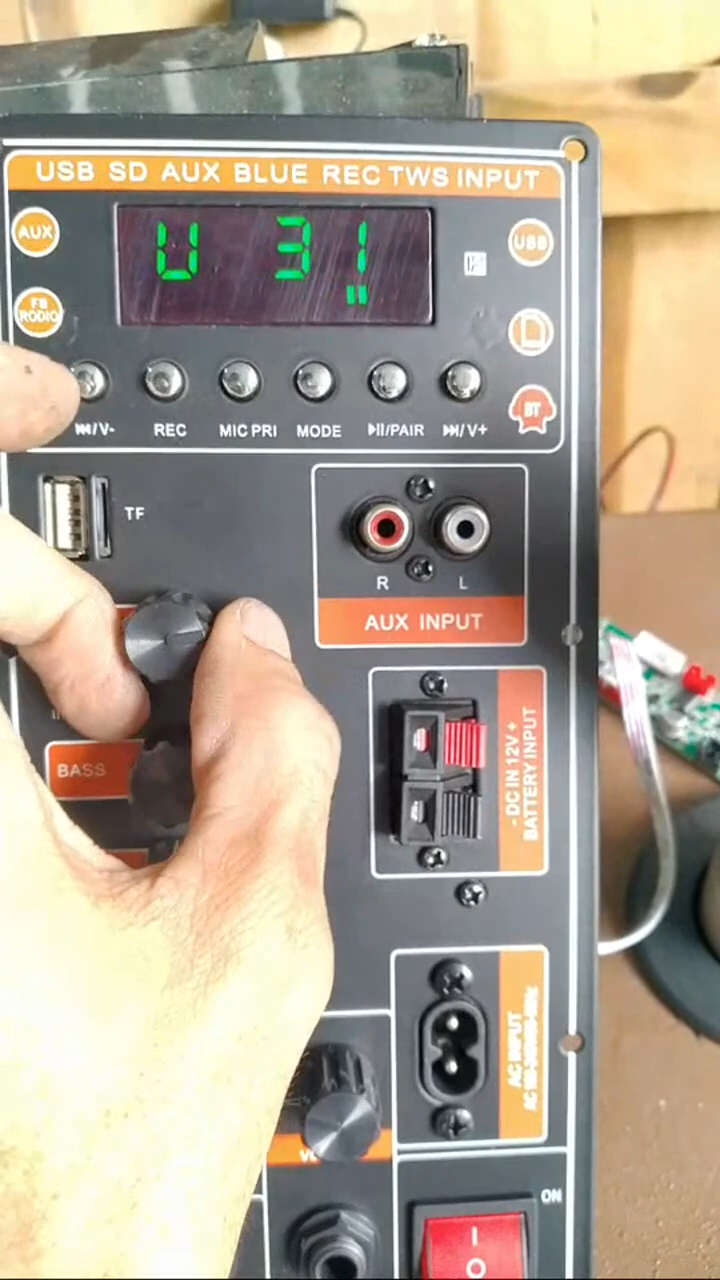 USB SD AUX BLUE REC TWS INPUT
AUX
U 31
USB
FB
RODIO
BT
⏮/V-
REC
MIC PRI
MODE
▶II/PAIR
⏭/V+
TF
R
L
AUX INPUT
BASS
- DC IN 12V +
BATTERY INPUT
AC INPUT
ON
I
O